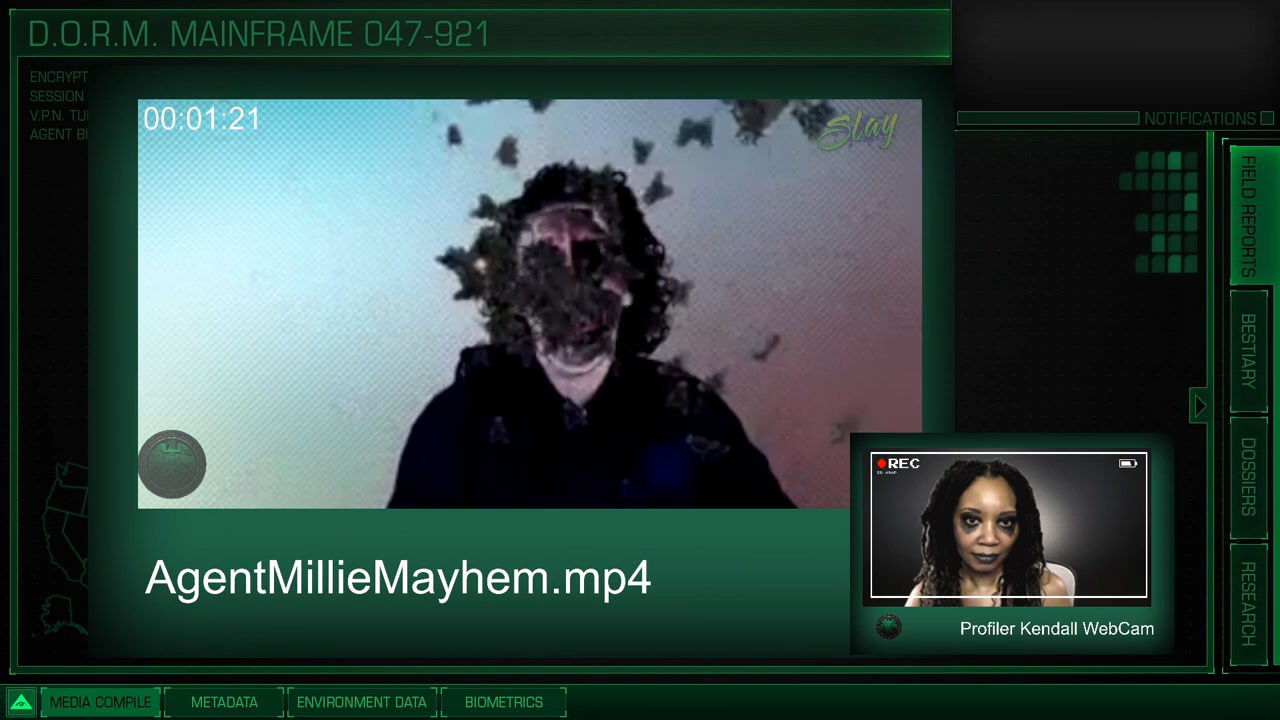 D.O.R.M. MAINFRAME 047-921
ENCRYPT
SESSION
V.P.N. TU
AGENT BI
NOTIFICATIONS
00:01:21
Slay
FIELD REPORTS
BESTIARY
DOSSIERS
RESEARCH
REC
AgentMillieMayhem.mp4
Profiler Kendall WebCam
MEDIA COMPILE
METADATA
ENVIRONMENT DATA
BIOMETRICS